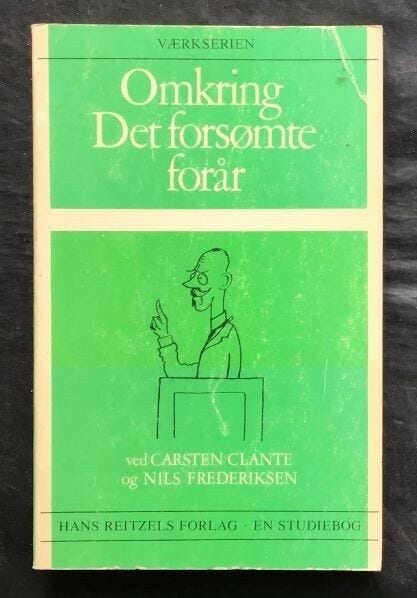 VÆRKSERIEN
Omkring
Det forsømte
forår
ved CARSTEN CLANTE
og NILS FREDERIKSEN
HANS REITZELS FORLAG · EN STUDIEBOG